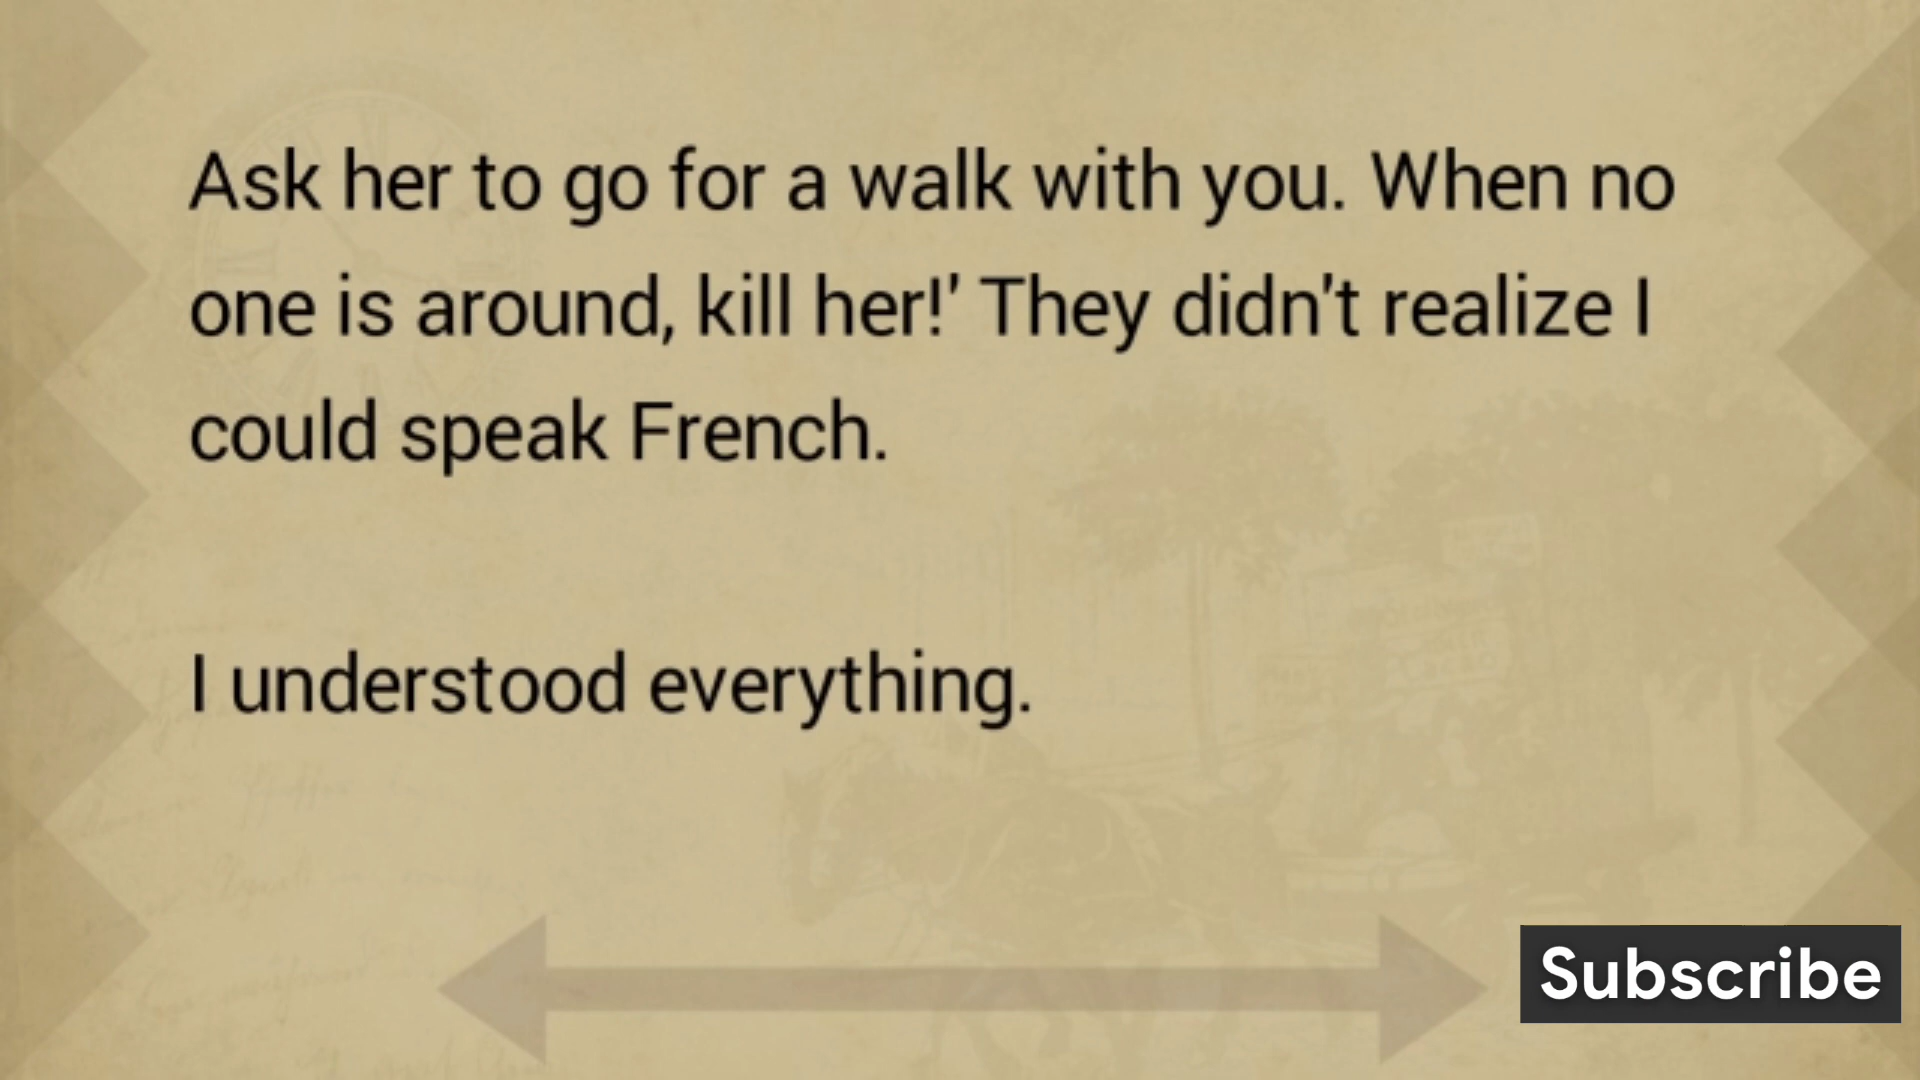 Ask her to go for a walk with you. When no
one is around, kill her!' They didn't realize I
could speak French.
I understood everything.
Subscribe